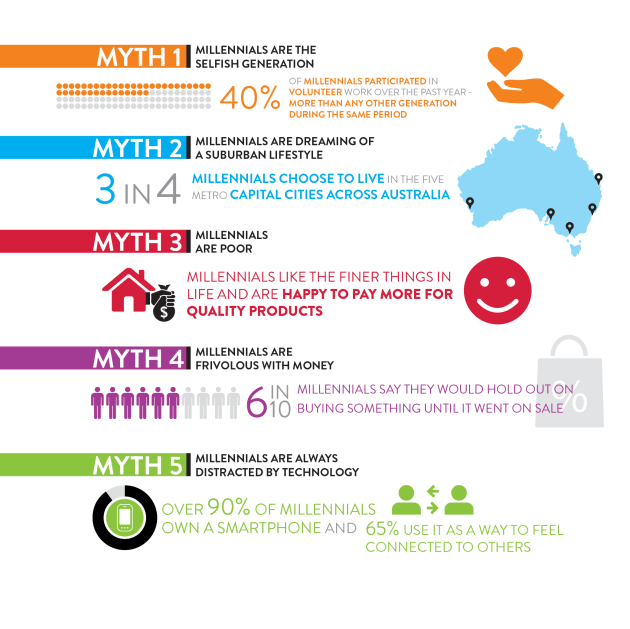 MYTH 1
MILLENNIALS ARE THE
SELFISH GENERATION
40%
OF MILLENNIALS PARTICIPATED IN
VOLUNTEER WORK OVER THE PAST YEAR -
MORE THAN ANY OTHER GENERATION
DURING THE SAME PERIOD
MYTH 2
MILLENNIALS ARE DREAMING OF
A SUBURBAN LIFESTYLE
3 IN 4
MILLENNIALS CHOOSE TO LIVE IN THE FIVE
METRO CAPITAL CITIES ACROSS AUSTRALIA
MYTH 3
MILLENNIALS
ARE POOR
$
MILLENNIALS LIKE THE FINER THINGS IN
LIFE AND ARE HAPPY TO PAY MORE FOR
QUALITY PRODUCTS
MYTH 4
MILLENNIALS ARE
FRIVOLOUS WITH MONEY
6 IN 10
MILLENNIALS SAY THEY WOULD HOLD OUT ON
BUYING SOMETHING UNTIL IT WENT ON SALE
%
MYTH 5
MILLENNIALS ARE ALWAYS
DISTRACTED BY TECHNOLOGY
OVER 90% OF MILLENNIALS
OWN A SMARTPHONE AND
65% USE IT AS A WAY TO FEEL
CONNECTED TO OTHERS